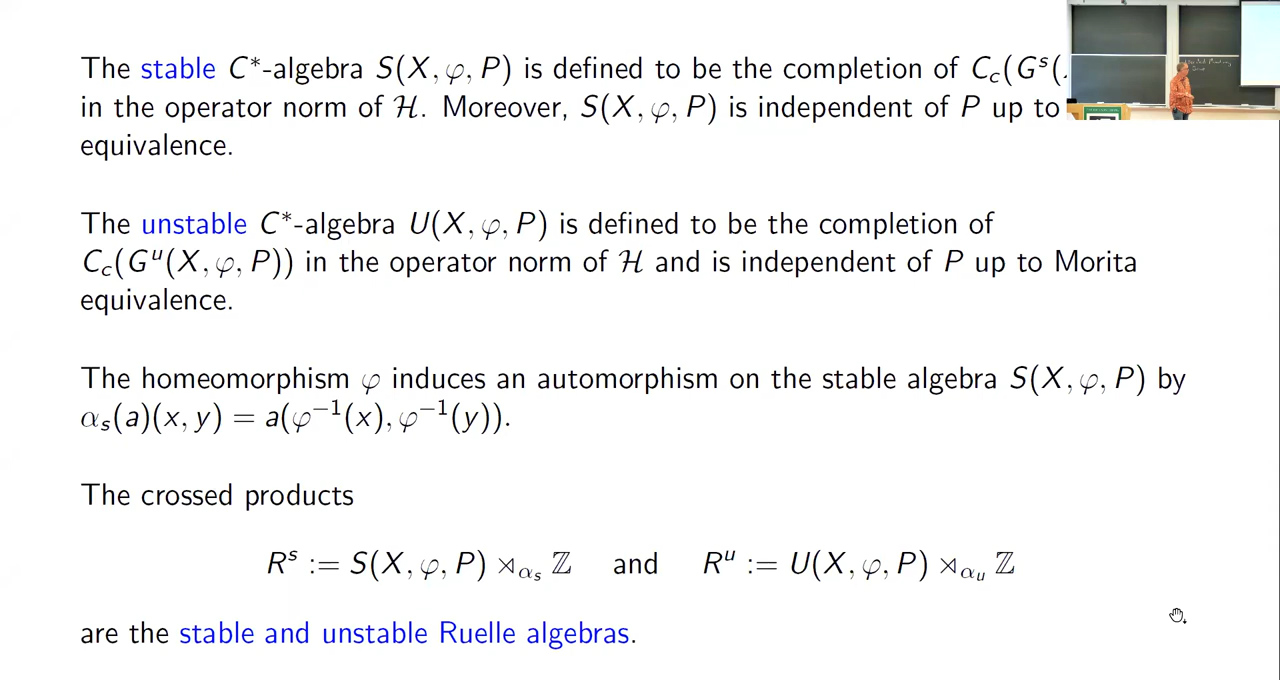 The stable C*-algebra S(X, φ, P) is defined to be the completion of C_c(G^s(
in the operator norm of ℋ. Moreover, S(X, φ, P) is independent of P up to
equivalence.
The unstable C*-algebra U(X, φ, P) is defined to be the completion of
C_c(G^u(X, φ, P)) in the operator norm of ℋ and is independent of P up to Morita
equivalence.
The homeomorphism φ induces an automorphism on the stable algebra S(X, φ, P) by
α_s(a)(x, y) = a(φ⁻¹(x), φ⁻¹(y)).
The crossed products
R^s := S(X, φ, P) ⋊_{α_s} ℤ and R^u := U(X, φ, P) ⋊_{α_u} ℤ
are the stable and unstable Ruelle algebras.